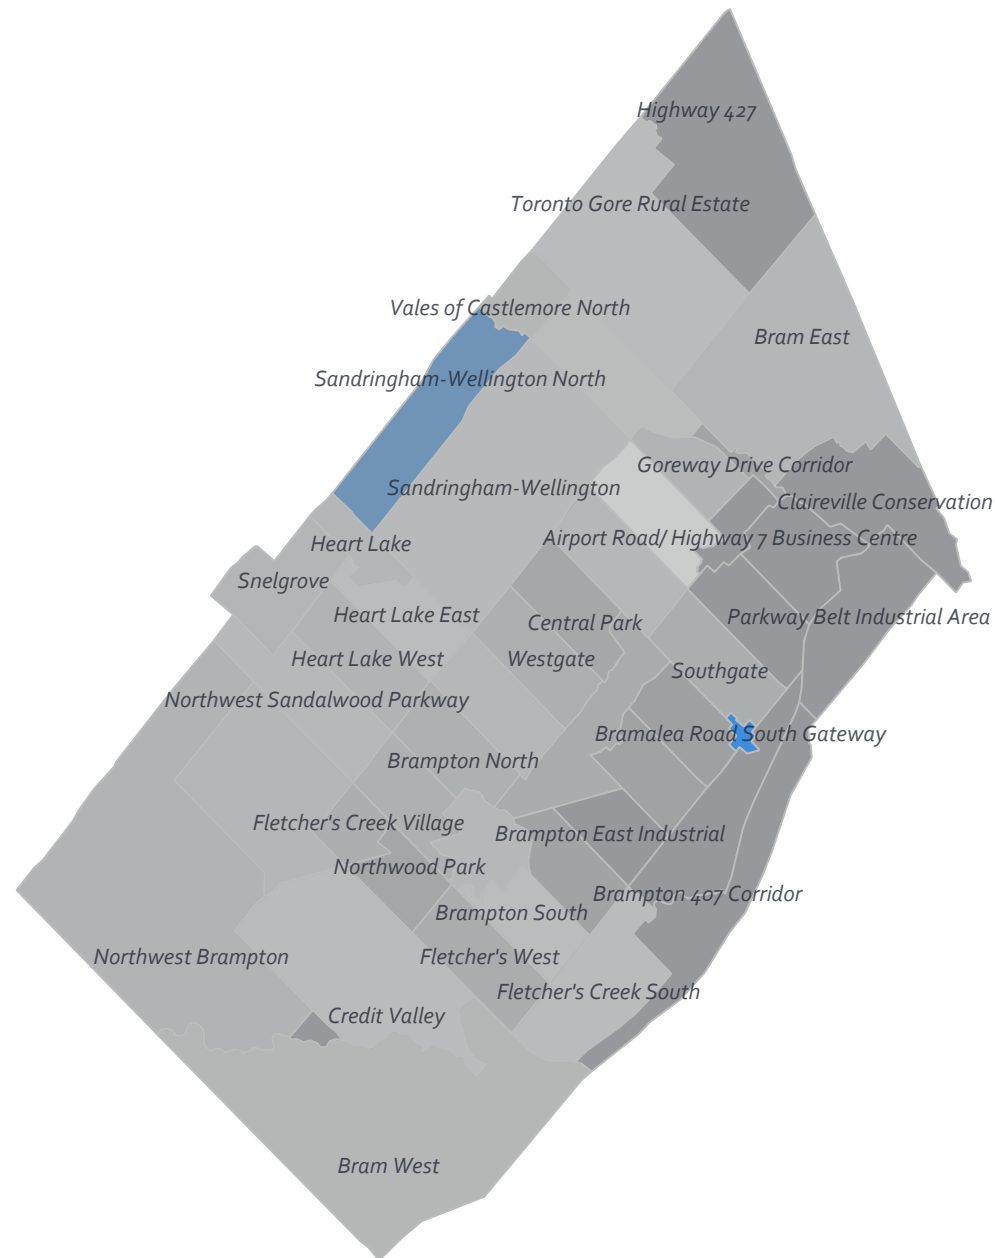 Highway 427
Toronto Gore Rural Estate
Vales of Castlemore North
Bram East
Sandringham-Wellington North
Goreway Drive Corridor
Sandringham-Wellington
Claireville Conservation
Airport Road/ Highway 7 Business Centre
Heart Lake
Snelgrove
Heart Lake East
Central Park
Parkway Belt Industrial Area
Heart Lake West
Westgate
Southgate
Northwest Sandalwood Parkway
Bramalea Road South Gateway
Brampton North
Fletcher's Creek Village
Brampton East Industrial
Northwood Park
Brampton 407 Corridor
Brampton South
Northwest Brampton
Fletcher's West
Fletcher's Creek South
Credit Valley
Bram West